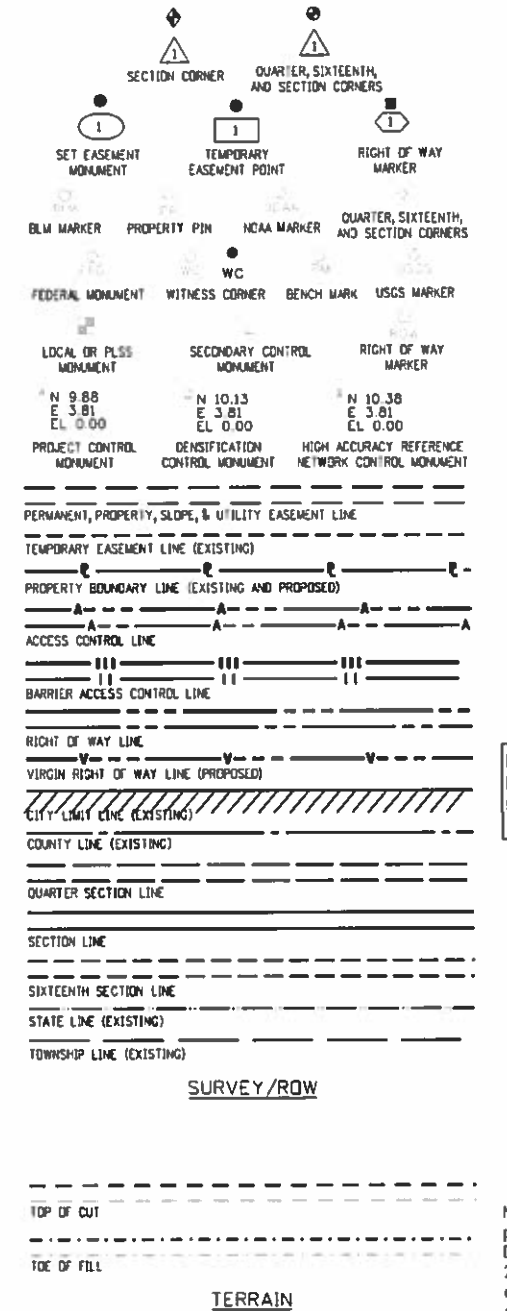 1
1
SECTION CORNER
QUARTER, SIXTEENTH,
AND SECTION CORNERS
1
1
1
SET EASEMENT
MONUMENT
TEMPORARY
EASEMENT POINT
RIGHT OF WAY
MARKER
BLM MARKER
PROPERTY PIN
NOAA MARKER
QUARTER, SIXTEENTH,
AND SECTION CORNERS
WC
FEDERAL MONUMENT
WITNESS CORNER
BENCH MARK
USGS MARKER
LOCAL OR PLSS
MONUMENT
SECONDARY CONTROL
MONUMENT
RIGHT OF WAY
MARKER
N 9.88
E 3.81
EL 0.00
N 10.13
E 3.81
EL 0.00
N 10.38
E 3.81
EL 0.00
PROJECT CONTROL
MONUMENT
DENSIFICATION
CONTROL MONUMENT
HIGH ACCURACY REFERENCE
NETWORK CONTROL MONUMENT
PERMANENT, PROPERTY, SLOPE, & UTILITY EASEMENT LINE
TEMPORARY EASEMENT LINE (EXISTING)
PROPERTY BOUNDARY LINE (EXISTING AND PROPOSED)
A A A
A A A A
ACCESS CONTROL LINE
BARRIER ACCESS CONTROL LINE
RIGHT OF WAY LINE
V V V
VIRGIN RIGHT OF WAY LINE (PROPOSED)
CITY LIMIT LINE (EXISTING)
COUNTY LINE (EXISTING)
QUARTER SECTION LINE
SECTION LINE
SIXTEENTH SECTION LINE
STATE LINE (EXISTING)
TOWNSHIP LINE (EXISTING)
SURVEY/ROW
TOP OF CUT
TOE OF FILL
TERRAIN